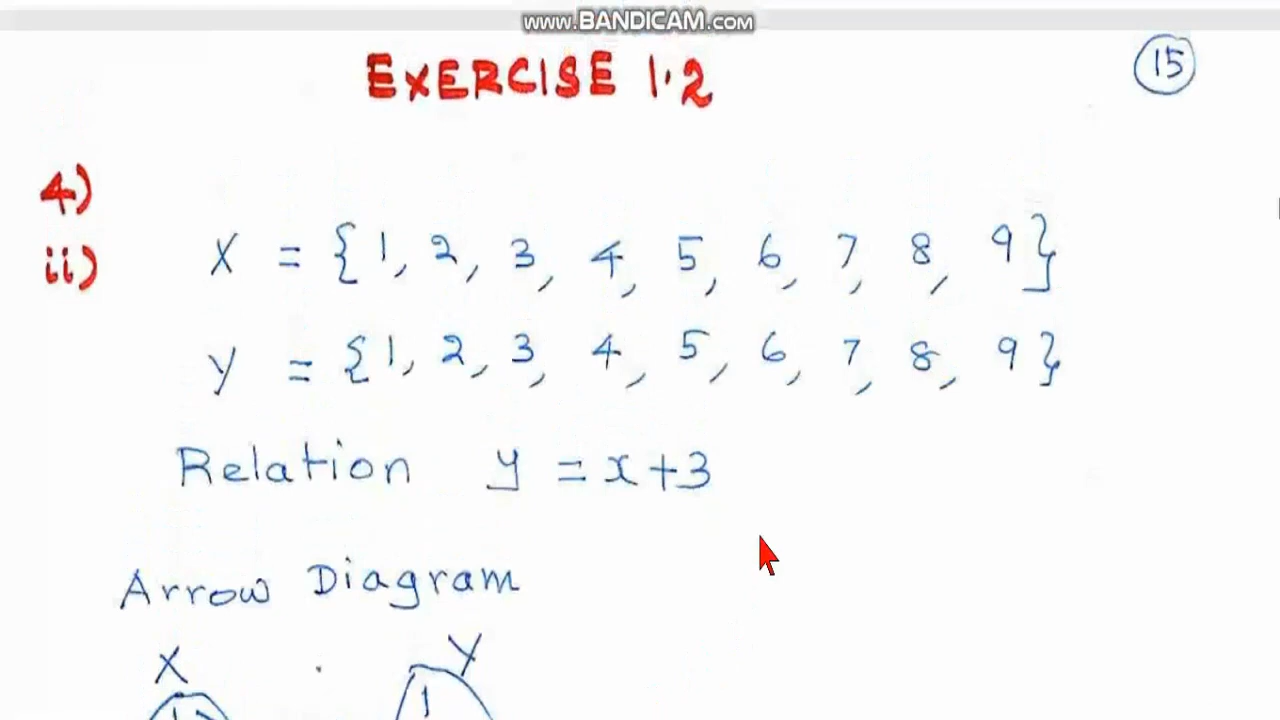 www.BANDICAM.com
EXERCISE 1.2
15
4)
ii) X = {1, 2, 3, 4, 5, 6, 7, 8, 9}
Y = {1, 2, 3, 4, 5, 6, 7, 8, 9}
Relation y = x+3
Arrow Diagram
X Y
1 1